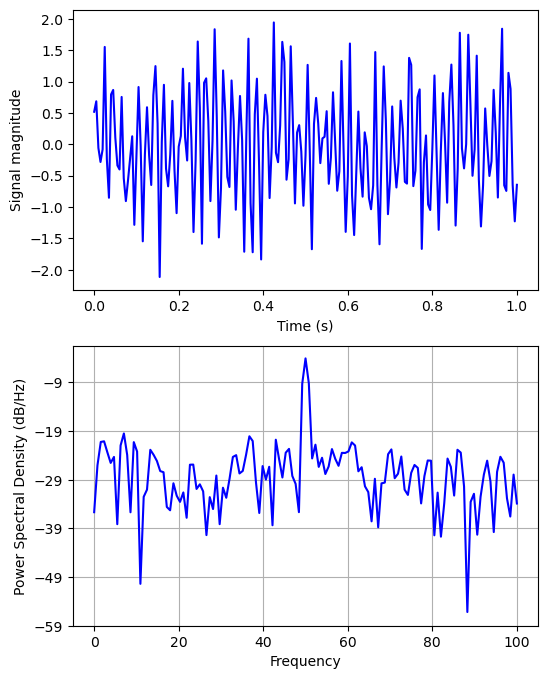 2.0
1.5
1.0
0.5
0.0
−0.5
−1.0
−1.5
−2.0
Signal magnitude
0.0 0.2 0.4 0.6 0.8 1.0
Time (s)
−9
−19
−29
−39
−49
−59
Power Spectral Density (dB/Hz)
0 20 40 60 80 100
Frequency